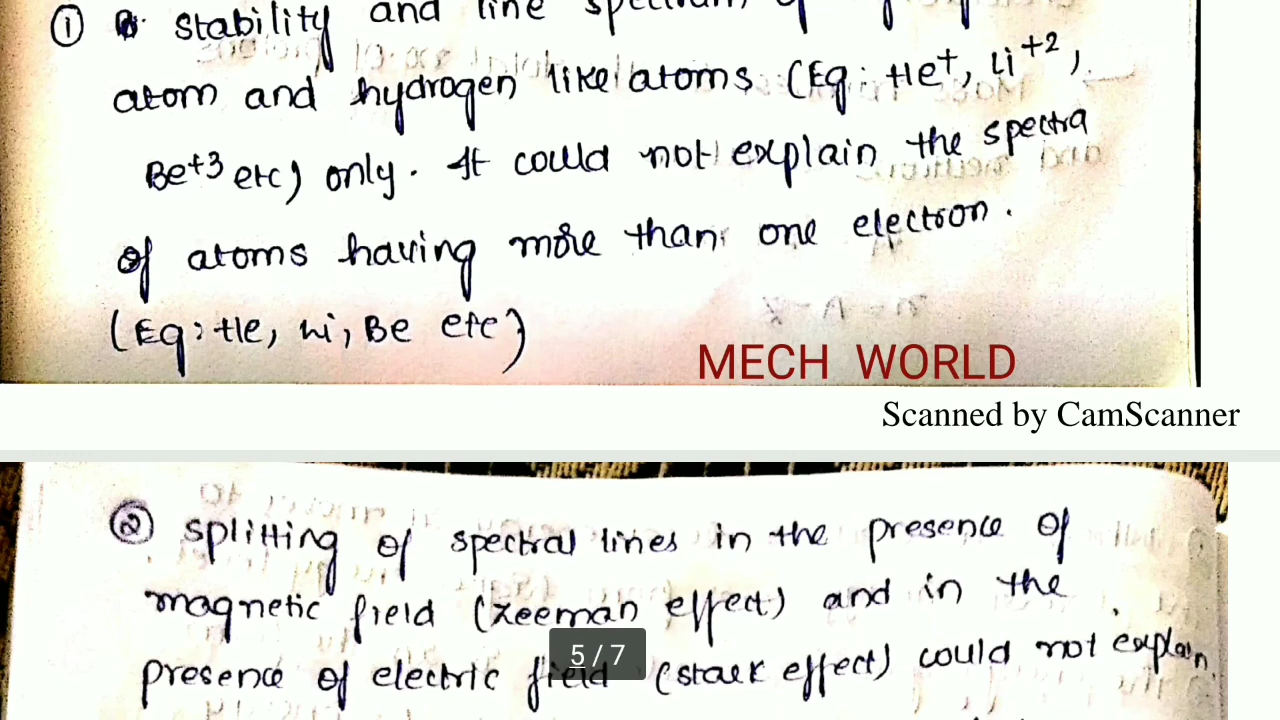 ① stability and line spectrum of
atom and hydrogen like atoms (Eg: He+, Li+2,
Be+3 etc) only. It could not explain the spectra
of atoms having more than one electron.
(Eg: He, Li, Be etc)
MECH WORLD
Scanned by CamScanner
② splitting of spectral lines in the presence of
magnetic field (zeeman effect) and in the
presence of electric field (stark effect) could not explain
5 / 7